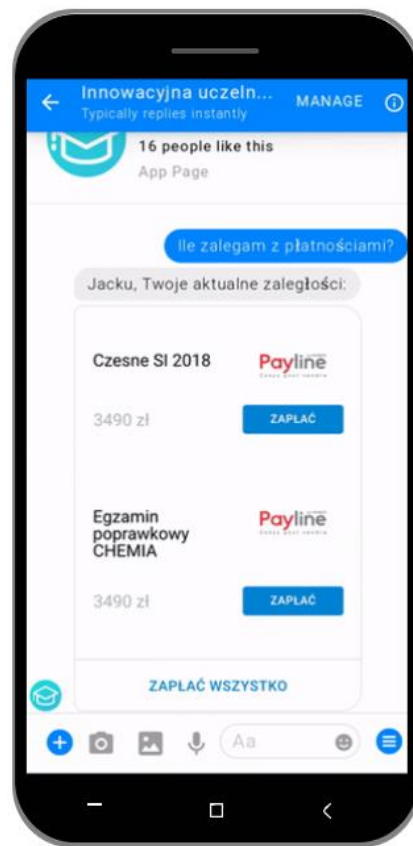 Innowacyjna uczeln...
MANAGE
Typically replies instantly
16 people like this
App Page
Ile zalegam z płatnościami?
Jacku, Twoje aktualne zaległości:
Czesne SI 2018
Payline
3490 zł
ZAPŁAĆ
Egzamin
poprawkowy
CHEMIA
Payline
3490 zł
ZAPŁAĆ
ZAPŁAĆ WSZYSTKO
Aa